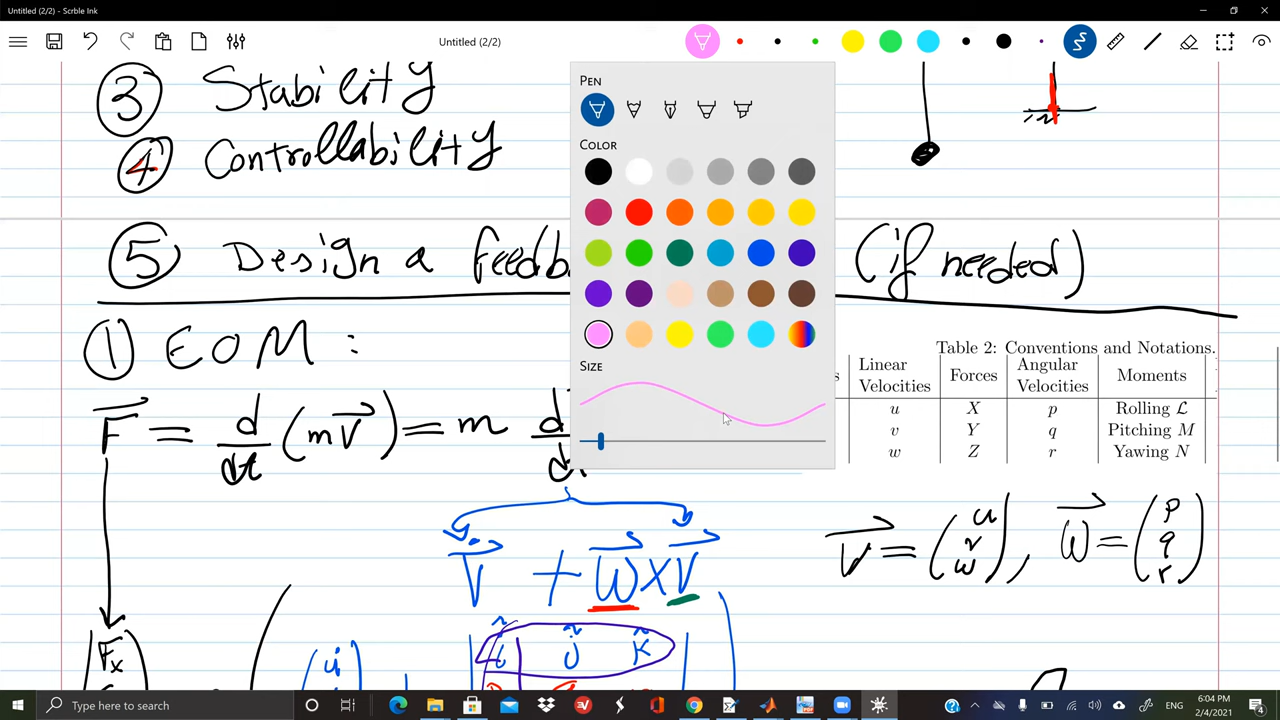 Untitled (2/2) - Scrble Ink
Untitled (2/2)
③ Stability
④ Controllability
⑤ Design a feedb
(if needed)
PEN
COLOR
SIZE
① EOM :
F = d/dt (mV) = m d/dt
V + ω × V
î ĵ k̂
Fx
u̇
Table 2: Conventions and Notations.
s Linear Velocities Forces Angular Velocities Moments
u X p Rolling ℒ
v Y q Pitching M
w Z r Yawing N
V = (u v w), ω = (p q r)
Type here to search
ENG
6:04 PM
2/4/2021